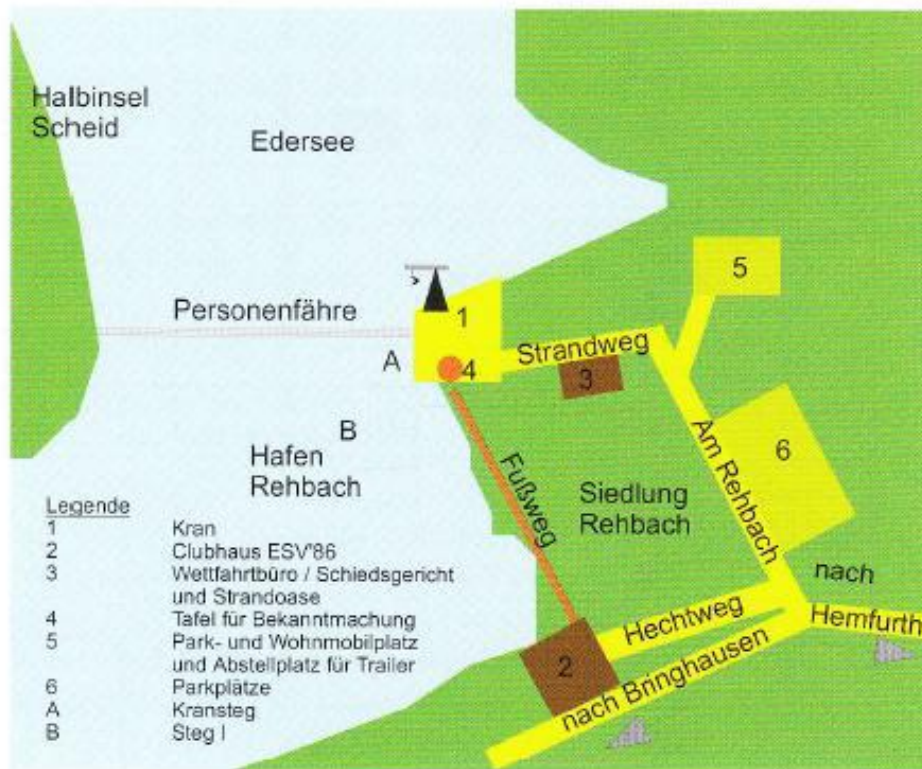 Halbinsel
Scheid
Edersee
5
Personenfähre
1
Strandweg
A
4
3
B
Hafen
Rehbach
Fußweg
Am Rehbach
6
Siedlung
Rehbach
nach
Hemfurth
Hechtweg
2
nach Bringhausen
Legende
1 Kran
2 Clubhaus ESV'86
3 Wettfahrtbüro / Schiedsgericht
und Strandoase
4 Tafel für Bekanntmachung
5 Park- und Wohnmobilplatz
und Abstellplatz für Trailer
6 Parkplätze
A Kransteg
B Steg I